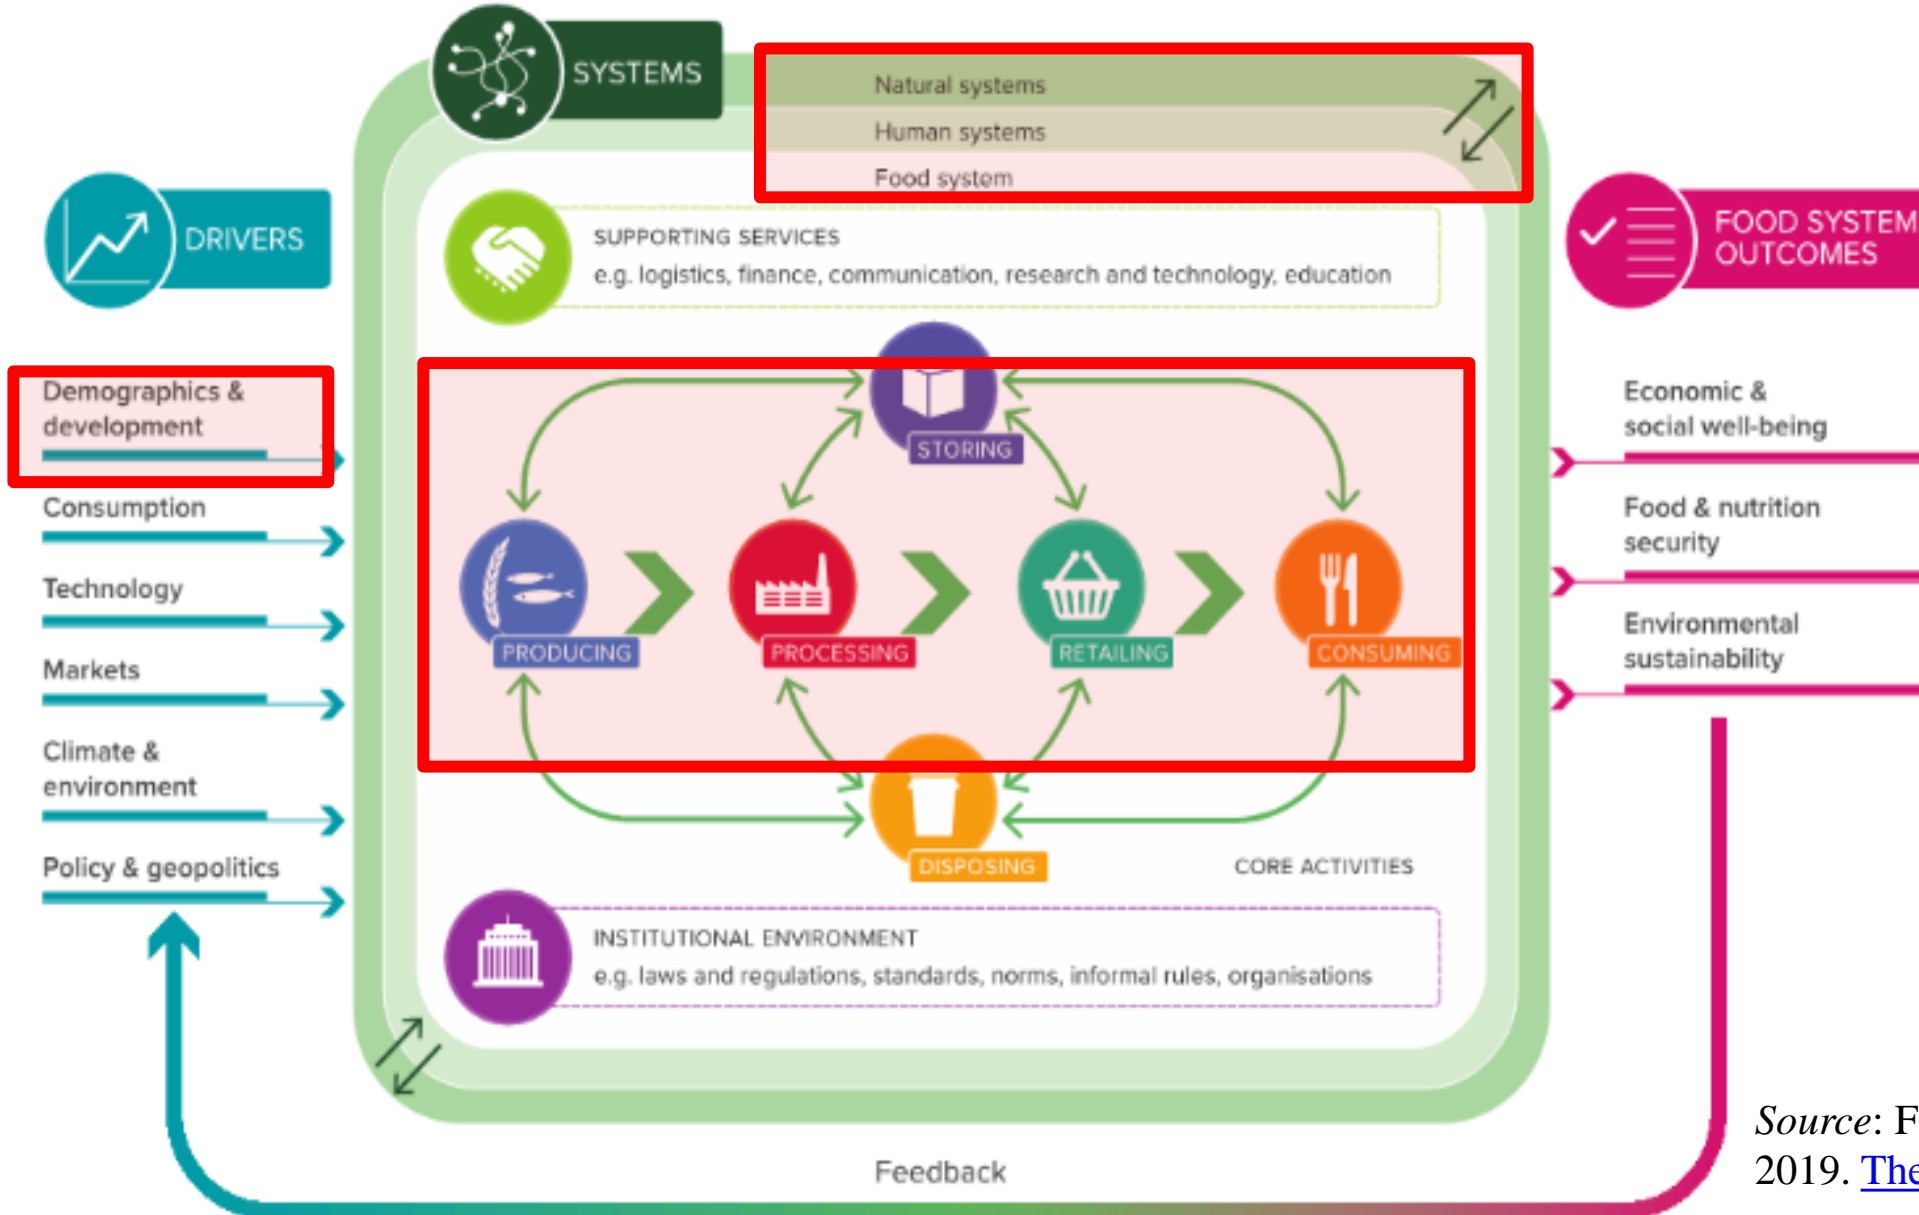 SYSTEMS
Natural systems
Human systems
Food system
DRIVERS
Demographics &
development
Consumption
Technology
Markets
Climate &
environment
Policy & geopolitics
SUPPORTING SERVICES
e.g. logistics, finance, communication, research and technology, education
STORING
PRODUCING
PROCESSING
RETAILING
CONSUMING
DISPOSING
CORE ACTIVITIES
INSTITUTIONAL ENVIRONMENT
e.g. laws and regulations, standards, norms, informal rules, organisations
FOOD SYSTEM
OUTCOMES
Economic &
social well-being
Food & nutrition
security
Environmental
sustainability
Feedback
Source: F
2019. The